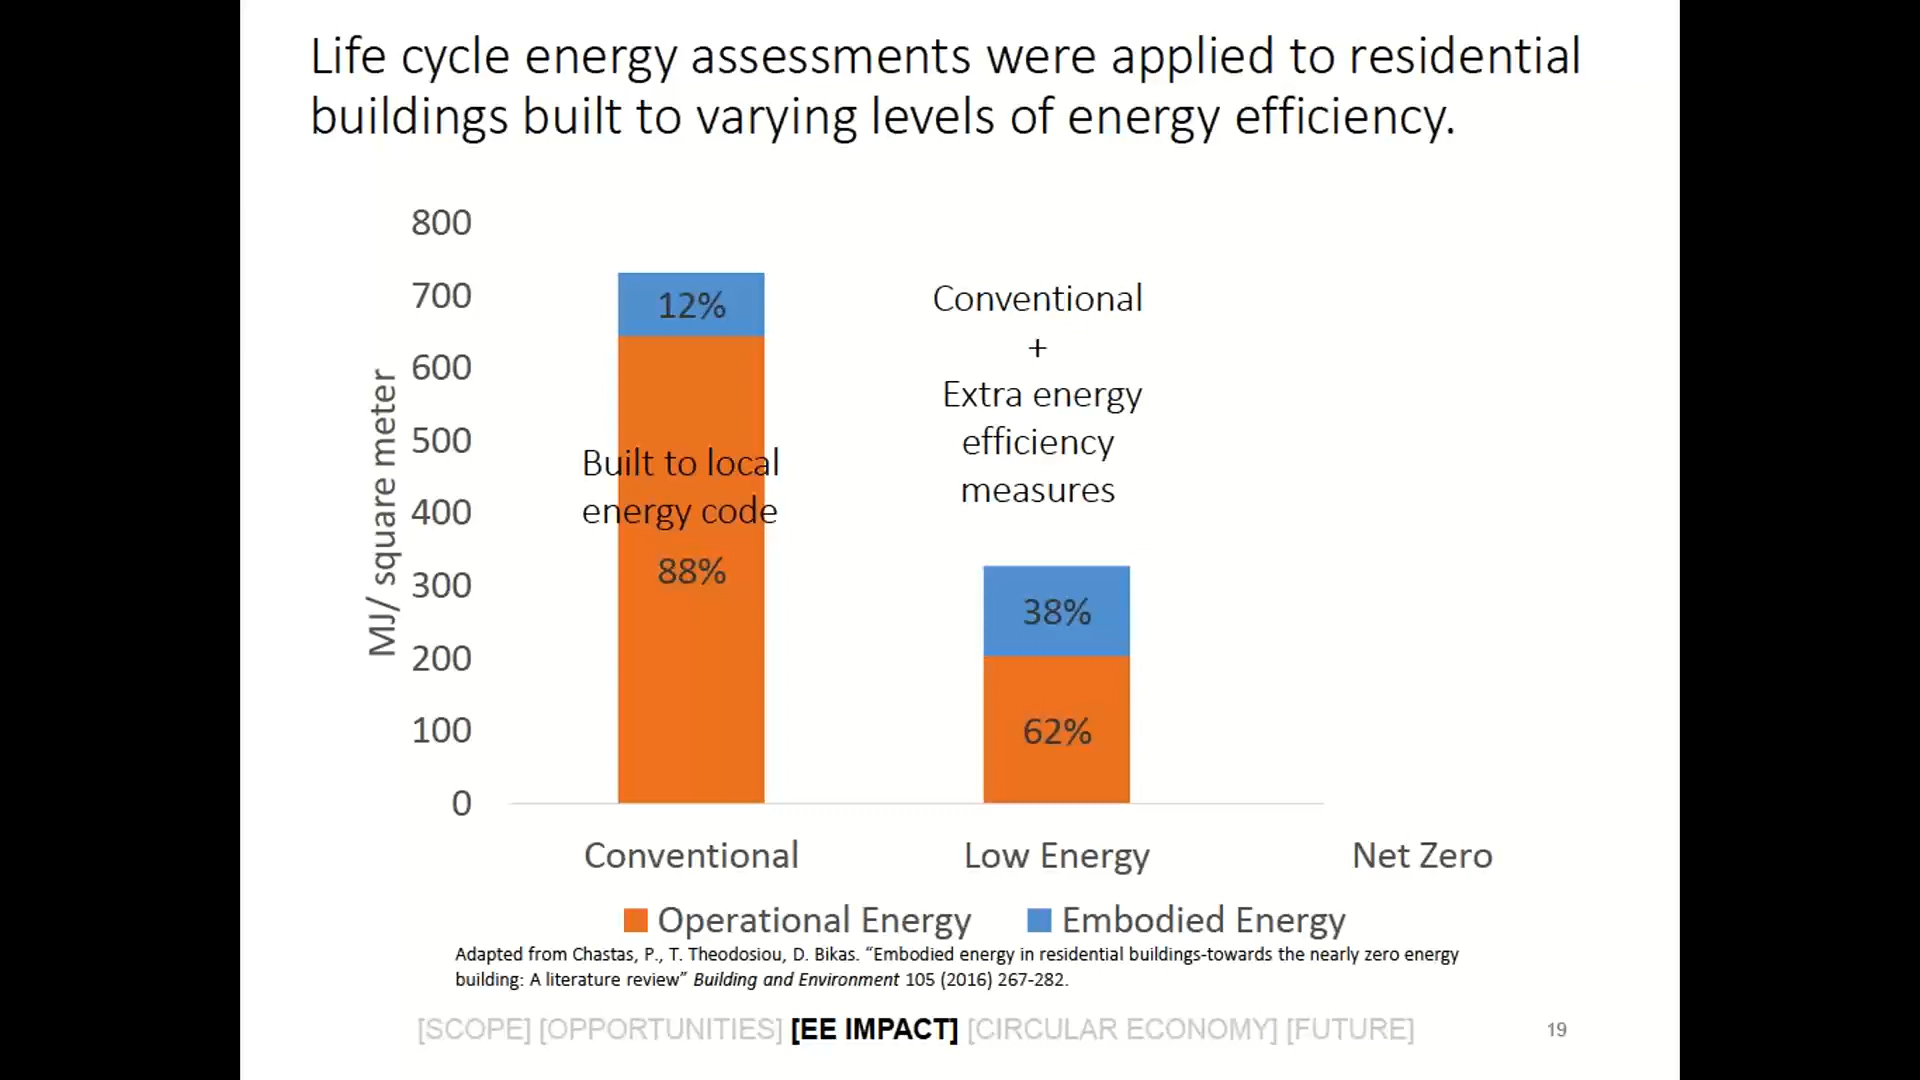 Life cycle energy assessments were applied to residential
buildings built to varying levels of energy efficiency.
800
700
600
500
400
300
200
100
0
MJ/ square meter
12%
Built to local
energy code
88%
Conventional
+
Extra energy
efficiency
measures
38%
62%
Conventional
Low Energy
Net Zero
Operational Energy
Embodied Energy
Adapted from Chastas, P., T. Theodosiou, D. Bikas. “Embodied energy in residential buildings-towards the nearly zero energy
building: A literature review” Building and Environment 105 (2016) 267-282.
[SCOPE] [OPPORTUNITIES] [EE IMPACT] [CIRCULAR ECONOMY] [FUTURE]
19